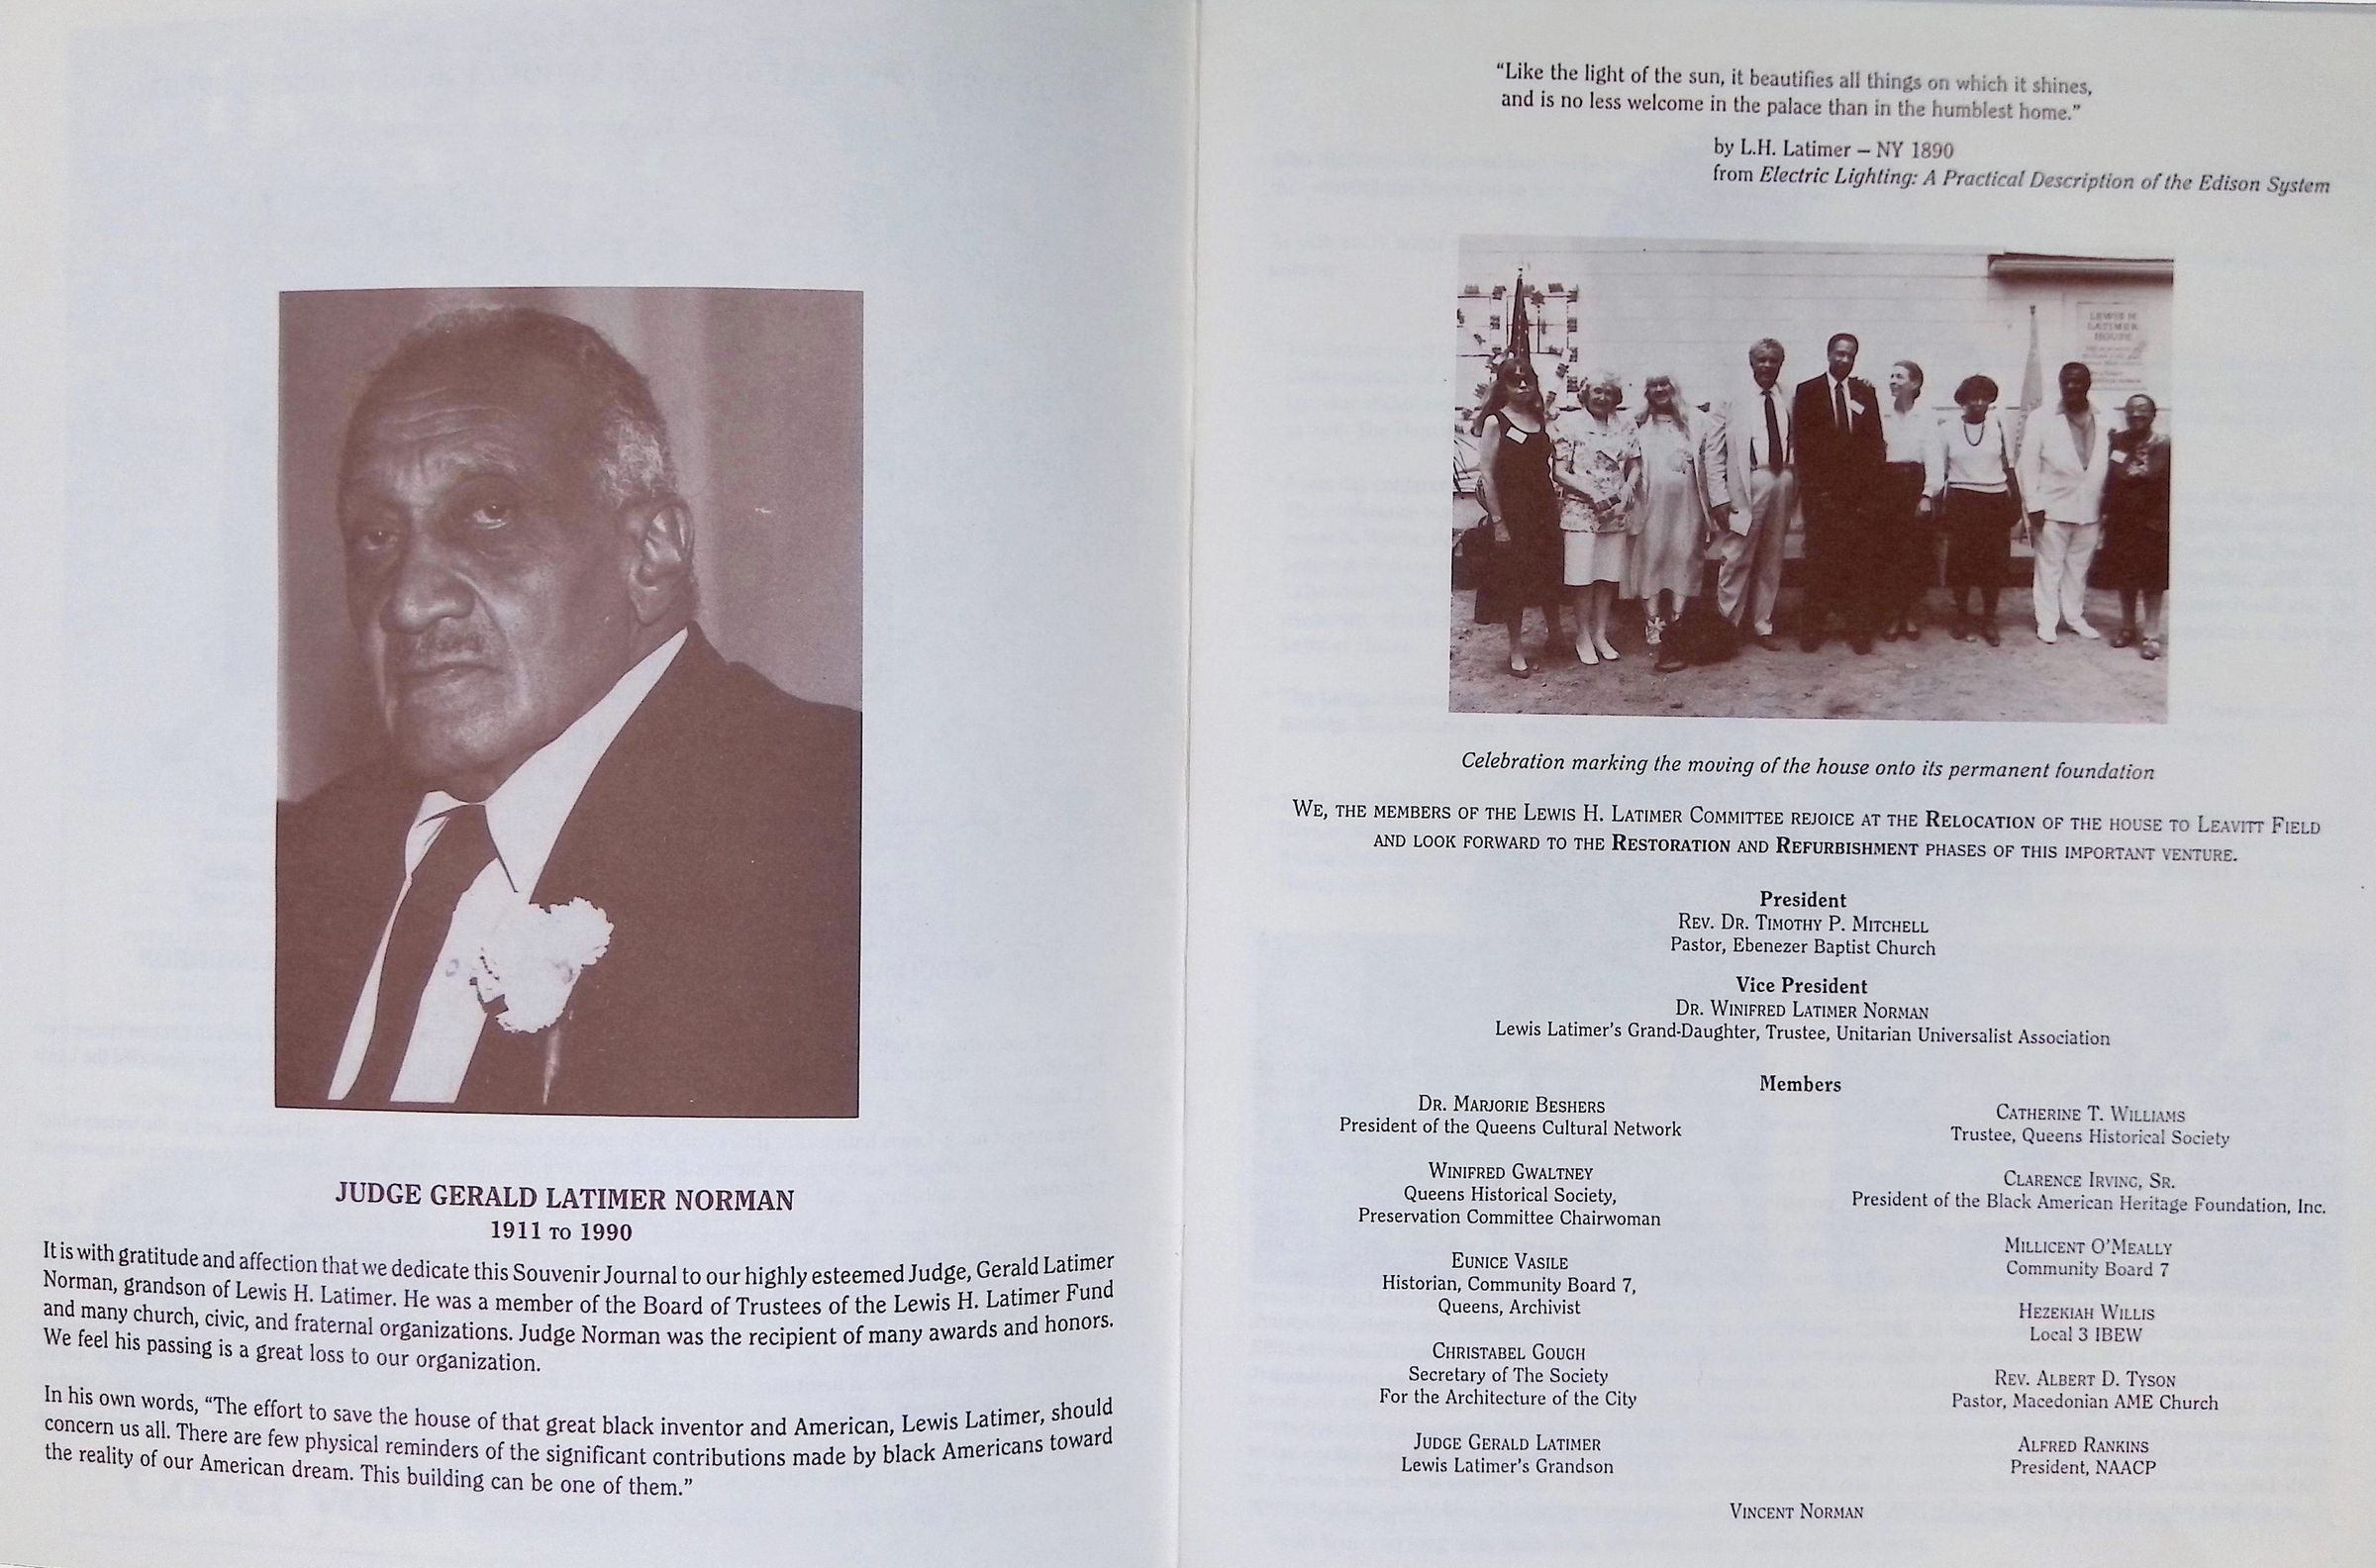 JUDGE GERALD LATIMER NORMAN
1911 TO 1990
It is with gratitude and affection that we dedicate this Souvenir Journal to our highly esteemed Judge, Gerald Latimer
Norman, grandson of Lewis H. Latimer. He was a member of the Board of Trustees of the Lewis H. Latimer Fund
and many church, civic, and fraternal organizations. Judge Norman was the recipient of many awards and honors.
We feel his passing is a great loss to our organization.
In his own words, “The effort to save the house of that great black inventor and American, Lewis Latimer, should
concern us all. There are few physical reminders of the significant contributions made by black Americans toward
the reality of our American dream. This building can be one of them.”
“Like the light of the sun, it beautifies all things on which it shines,
and is no less welcome in the palace than in the humblest home.”
by L.H. Latimer – NY 1890
from Electric Lighting: A Practical Description of the Edison System
LEWIS H.
LATIMER
HOUSE
Celebration marking the moving of the house onto its permanent foundation
WE, THE MEMBERS OF THE LEWIS H. LATIMER COMMITTEE REJOICE AT THE RELOCATION OF THE HOUSE TO LEAVITT FIELD
AND LOOK FORWARD TO THE RESTORATION AND REFURBISHMENT PHASES OF THIS IMPORTANT VENTURE.
President
REV. DR. TIMOTHY P. MITCHELL
Pastor, Ebenezer Baptist Church
Vice President
DR. WINIFRED LATIMER NORMAN
Lewis Latimer’s Grand-Daughter, Trustee, Unitarian Universalist Association
Members
DR. MARJORIE BESHERS
President of the Queens Cultural Network
WINIFRED GWALTNEY
Queens Historical Society,
Preservation Committee Chairwoman
EUNICE VASILE
Historian, Community Board 7,
Queens, Archivist
CHRISTABEL GOUGH
Secretary of The Society
For the Architecture of the City
JUDGE GERALD LATIMER
Lewis Latimer’s Grandson
CATHERINE T. WILLIAMS
Trustee, Queens Historical Society
CLARENCE IRVING, SR.
President of the Black American Heritage Foundation, Inc.
MILLICENT O’MEALLY
Community Board 7
HEZEKIAH WILLIS
Local 3 IBEW
REV. ALBERT D. TYSON
Pastor, Macedonian AME Church
ALFRED RANKINS
President, NAACP
VINCENT NORMAN